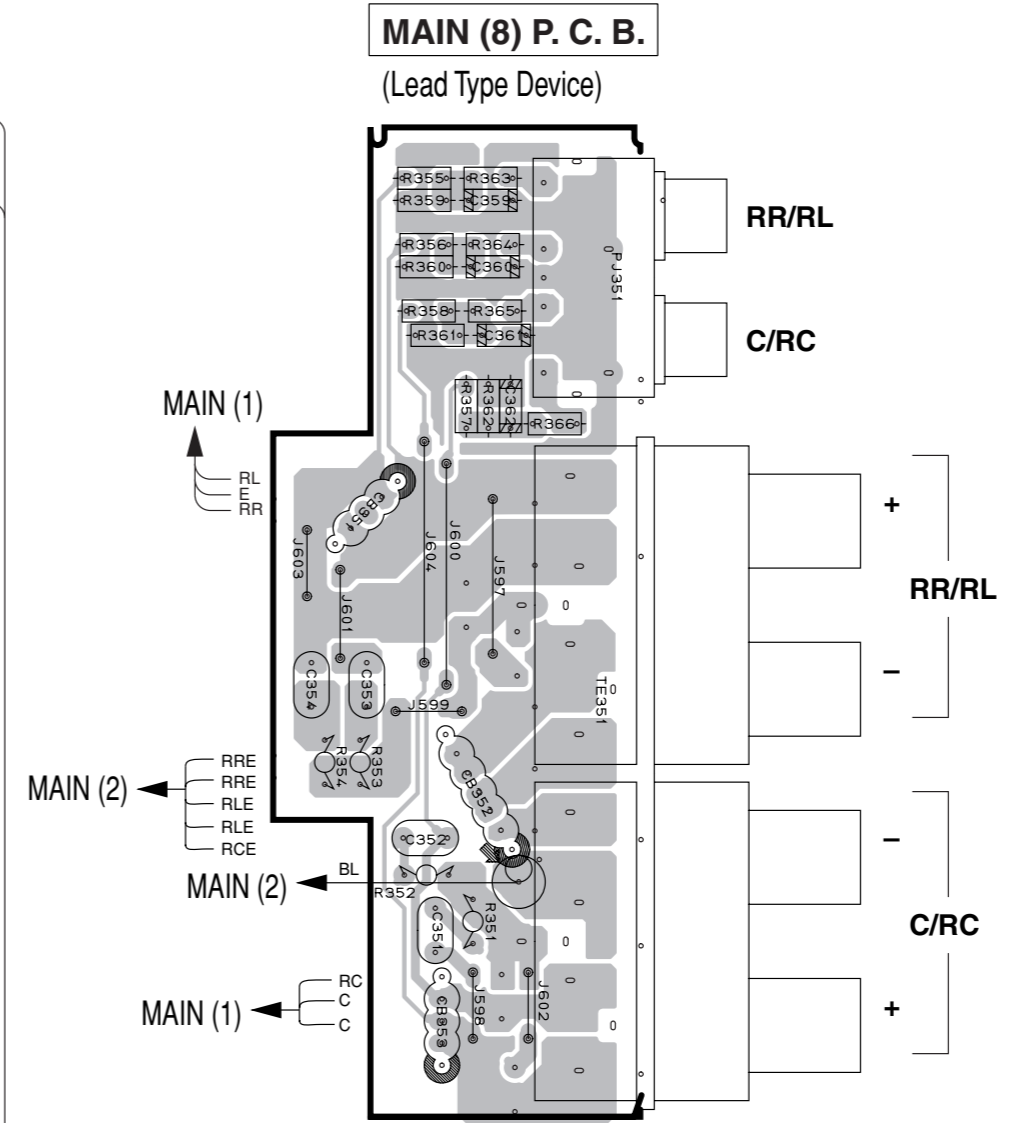 MAIN (8) P. C. B.
(Lead Type Device)
R355 R363
R359 C359
RR/RL
R356 R364
R360 C360
PJ351
R358 R365
R361 C361
C/RC
R357 R362 C362
R366
MAIN (1)
RL
E
RR
CB351
+
J603
J604
J600
J597
J601
RR/RL
C354
C353
TE351
–
J599
R354
R353
RRE
MAIN (2)
RRE
RLE
RLE
RCE
CB352
C352
–
BL
MAIN (2)
R352
C351
R351
C/RC
RC
MAIN (1)
C
C
CB353
J598
J602
+